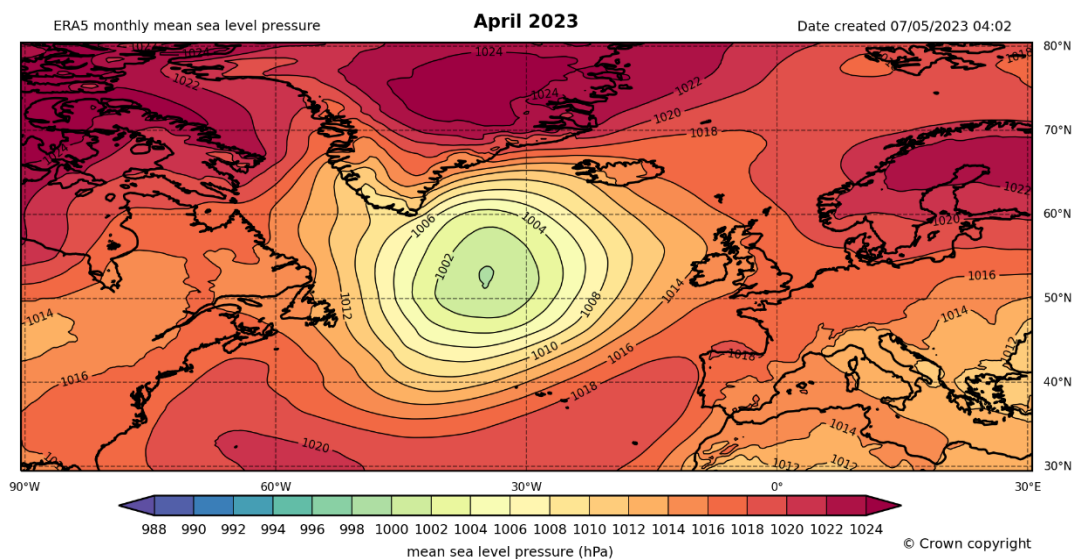 April 2023
ERA5 monthly mean sea level pressure
Date created 07/05/2023 04:02
1024
1024
1018
80°N
1022
1024
1022
1020
1018
70°N
1024
1022
1006
1004
1020
60°N
1002
1014
1016
1012
1008
50°N
1014
1014
1010
1016
1018
1012
1016
1018
40°N
1020
1014
1012
1012
30°N
90°W
60°W
30°W
0°
30°E
988 990 992 994 996 998 1000 1002 1004 1006 1008 1010 1012 1014 1016 1018 1020 1022 1024
mean sea level pressure (hPa)
© Crown copyright